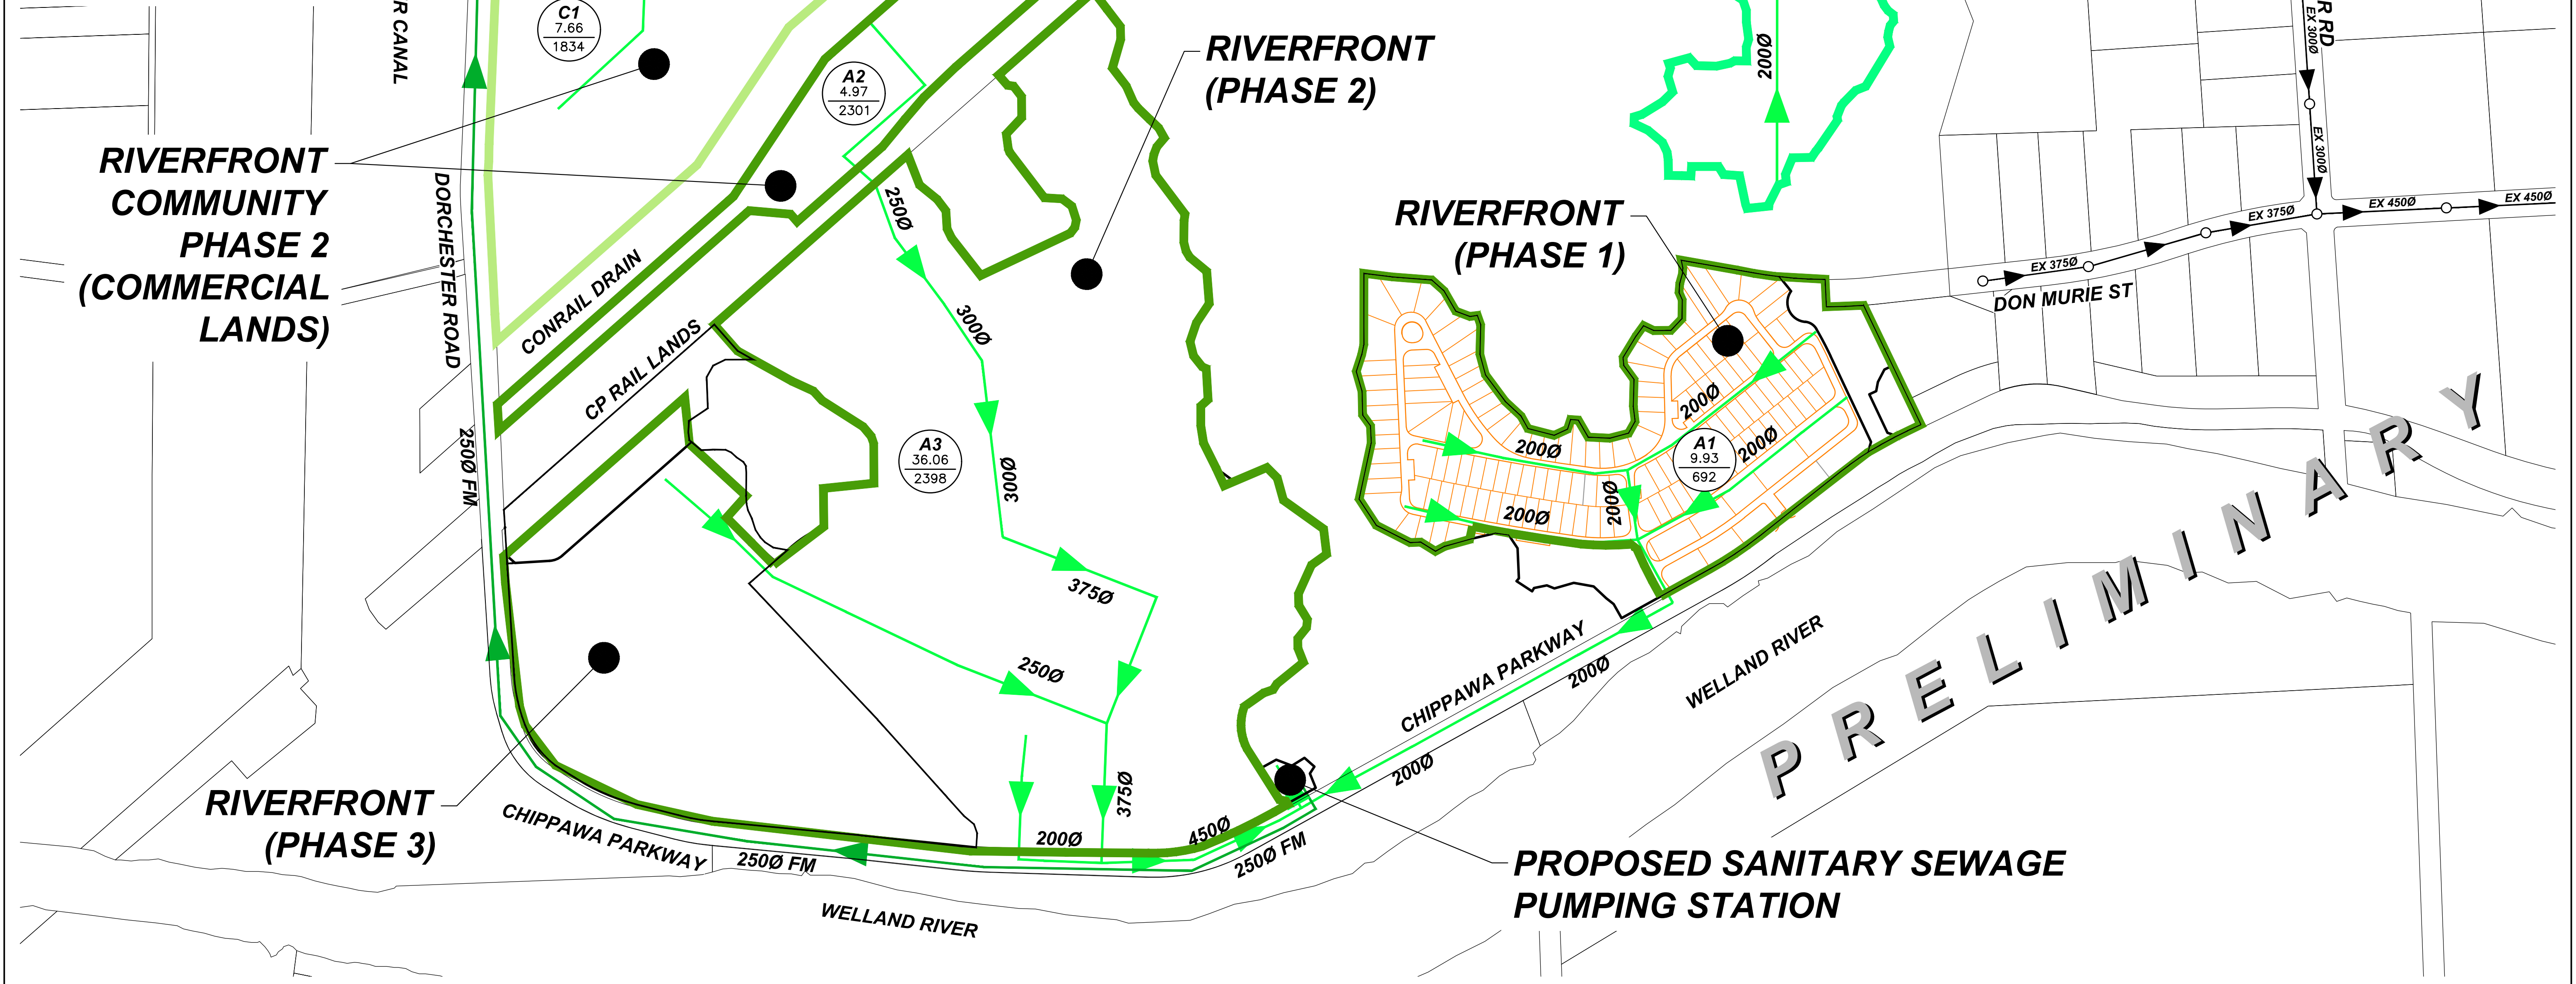 C1
7.66
1834
R CANAL
A2
4.97
2301
RIVERFRONT
(PHASE 2)
200Ø
R RD
EX 300Ø
EX 300Ø
RIVERFRONT
COMMUNITY
PHASE 2
(COMMERCIAL
LANDS)
DORCHESTER ROAD
250Ø
RIVERFRONT
(PHASE 1)
EX 375Ø
EX 450Ø
EX 450Ø
EX 375Ø
DON MURIE ST
CONRAIL DRAIN
CP RAIL LANDS
300Ø
250Ø FM
A3
36.06
2398
300Ø
200Ø
200Ø
A1
9.93
692
200Ø
200Ø
200Ø
375Ø
250Ø
CHIPPAWA PARKWAY
200Ø
WELLAND RIVER
PRELIMINARY
200Ø
RIVERFRONT
(PHASE 3)
CHIPPAWA PARKWAY
375Ø
200Ø
450Ø
250Ø FM
250Ø FM
PROPOSED SANITARY SEWAGE
PUMPING STATION
WELLAND RIVER